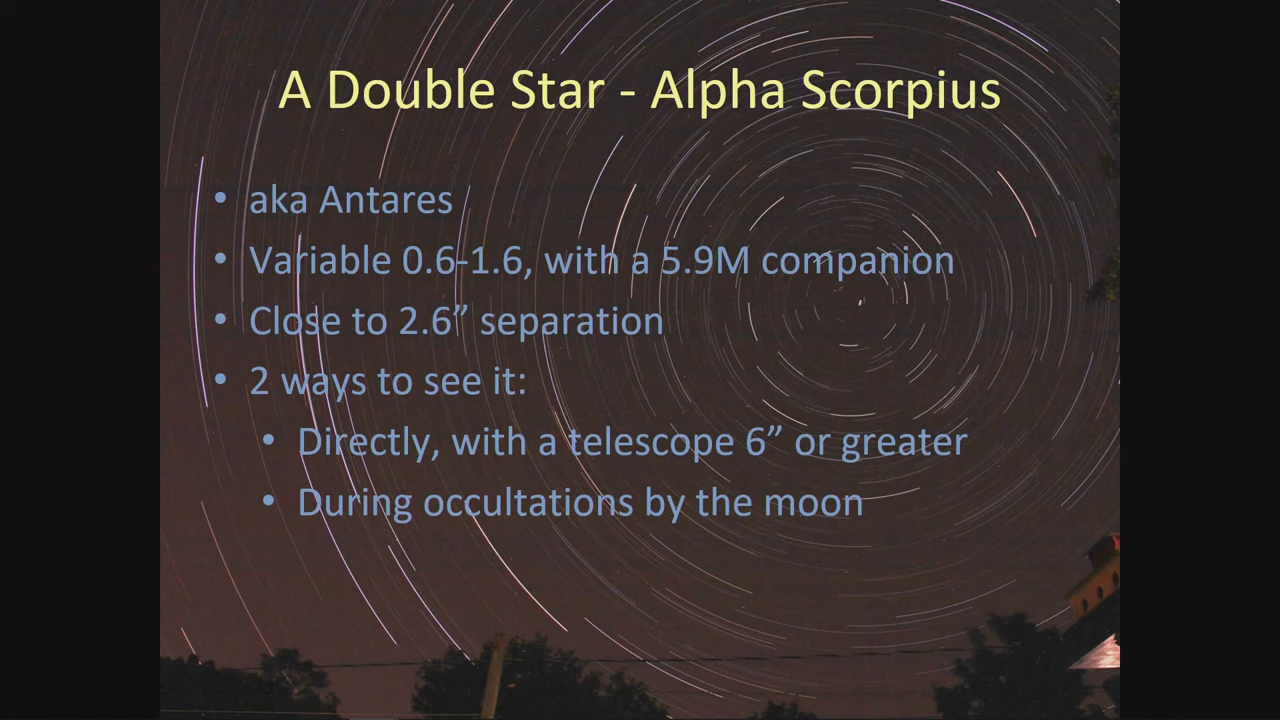 A Double Star - Alpha Scorpius
• aka Antares
• Variable 0.6-1.6, with a 5.9M companion
• Close to 2.6” separation
• 2 ways to see it:
• Directly, with a telescope 6” or greater
• During occultations by the moon